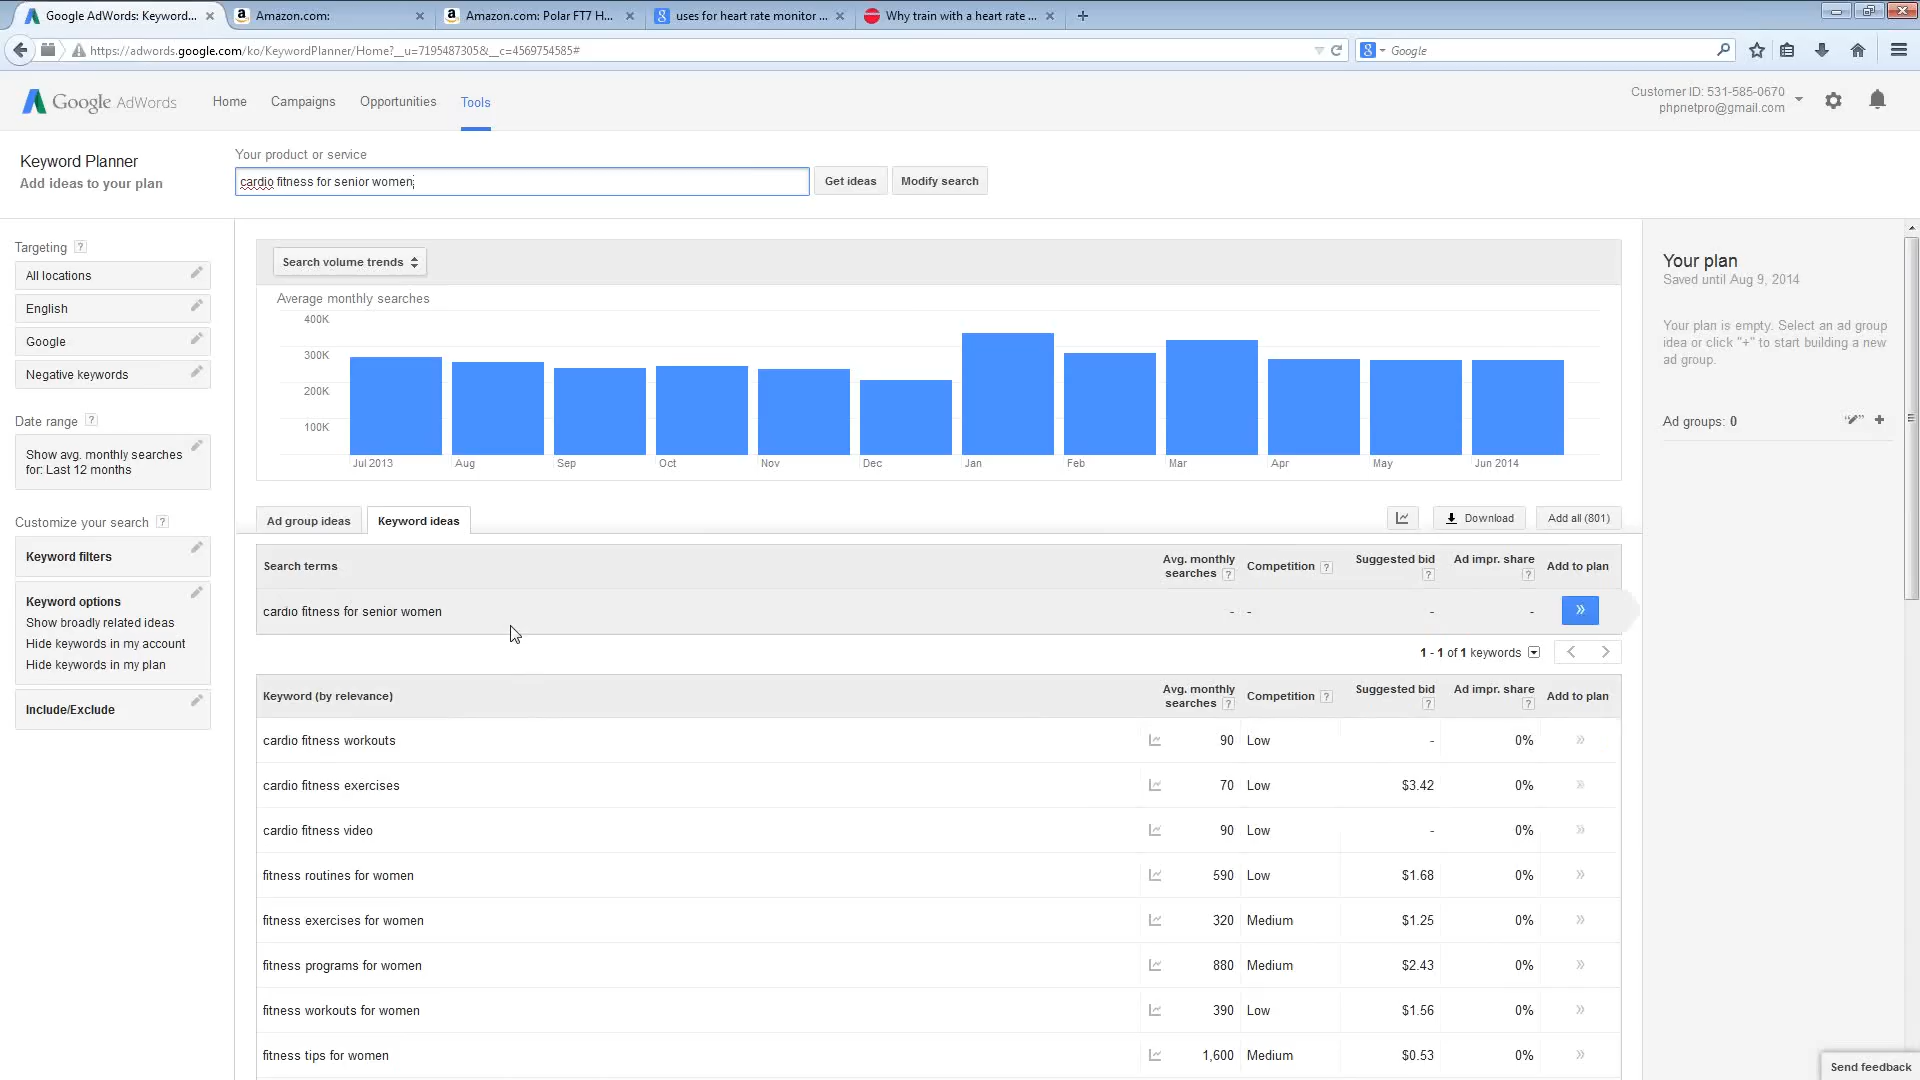 Google AdWords: Keyword...
Amazon.com:
Amazon.com: Polar FT7 H...
uses for heart rate monitor ...
Why train with a heart rate ...
https://adwords.google.com/ko/KeywordPlanner/Home?__u=7195487305&__c=4569754585#
Google
Google AdWords
Home
Campaigns
Opportunities
Tools
Customer ID: 531-585-0670
phpnetpro@gmail.com
Keyword Planner
Add ideas to your plan
Your product or service
cardio fitness for senior women
Get ideas
Modify search
Targeting ?
All locations
English
Google
Negative keywords
Date range ?
Show avg. monthly searches
for: Last 12 months
Customize your search ?
Keyword filters
Keyword options
Show broadly related ideas
Hide keywords in my account
Hide keywords in my plan
Include/Exclude
Search volume trends
Average monthly searches
400K
300K
200K
100K
Jul 2013 Aug Sep Oct Nov Dec Jan Feb Mar Apr May Jun 2014
Ad group ideas
Keyword ideas
Download
Add all (801)
Search terms
Avg. monthly
searches ?
Competition ?
Suggested bid
?
Ad impr. share
?
Add to plan
cardio fitness for senior women - - - - »
1 - 1 of 1 keywords
Keyword (by relevance)
Avg. monthly
searches ?
Competition ?
Suggested bid
?
Ad impr. share
?
Add to plan
cardio fitness workouts 90 Low - 0% »
cardio fitness exercises 70 Low $3.42 0% »
cardio fitness video 90 Low - 0% »
fitness routines for women 590 Low $1.68 0% »
fitness exercises for women 320 Medium $1.25 0% »
fitness programs for women 880 Medium $2.43 0% »
fitness workouts for women 390 Low $1.56 0% »
fitness tips for women 1,600 Medium $0.53 0% »
Your plan
Saved until Aug 9, 2014
Your plan is empty. Select an ad group
idea or click "+" to start building a new
ad group.
Ad groups: 0
Send feedback